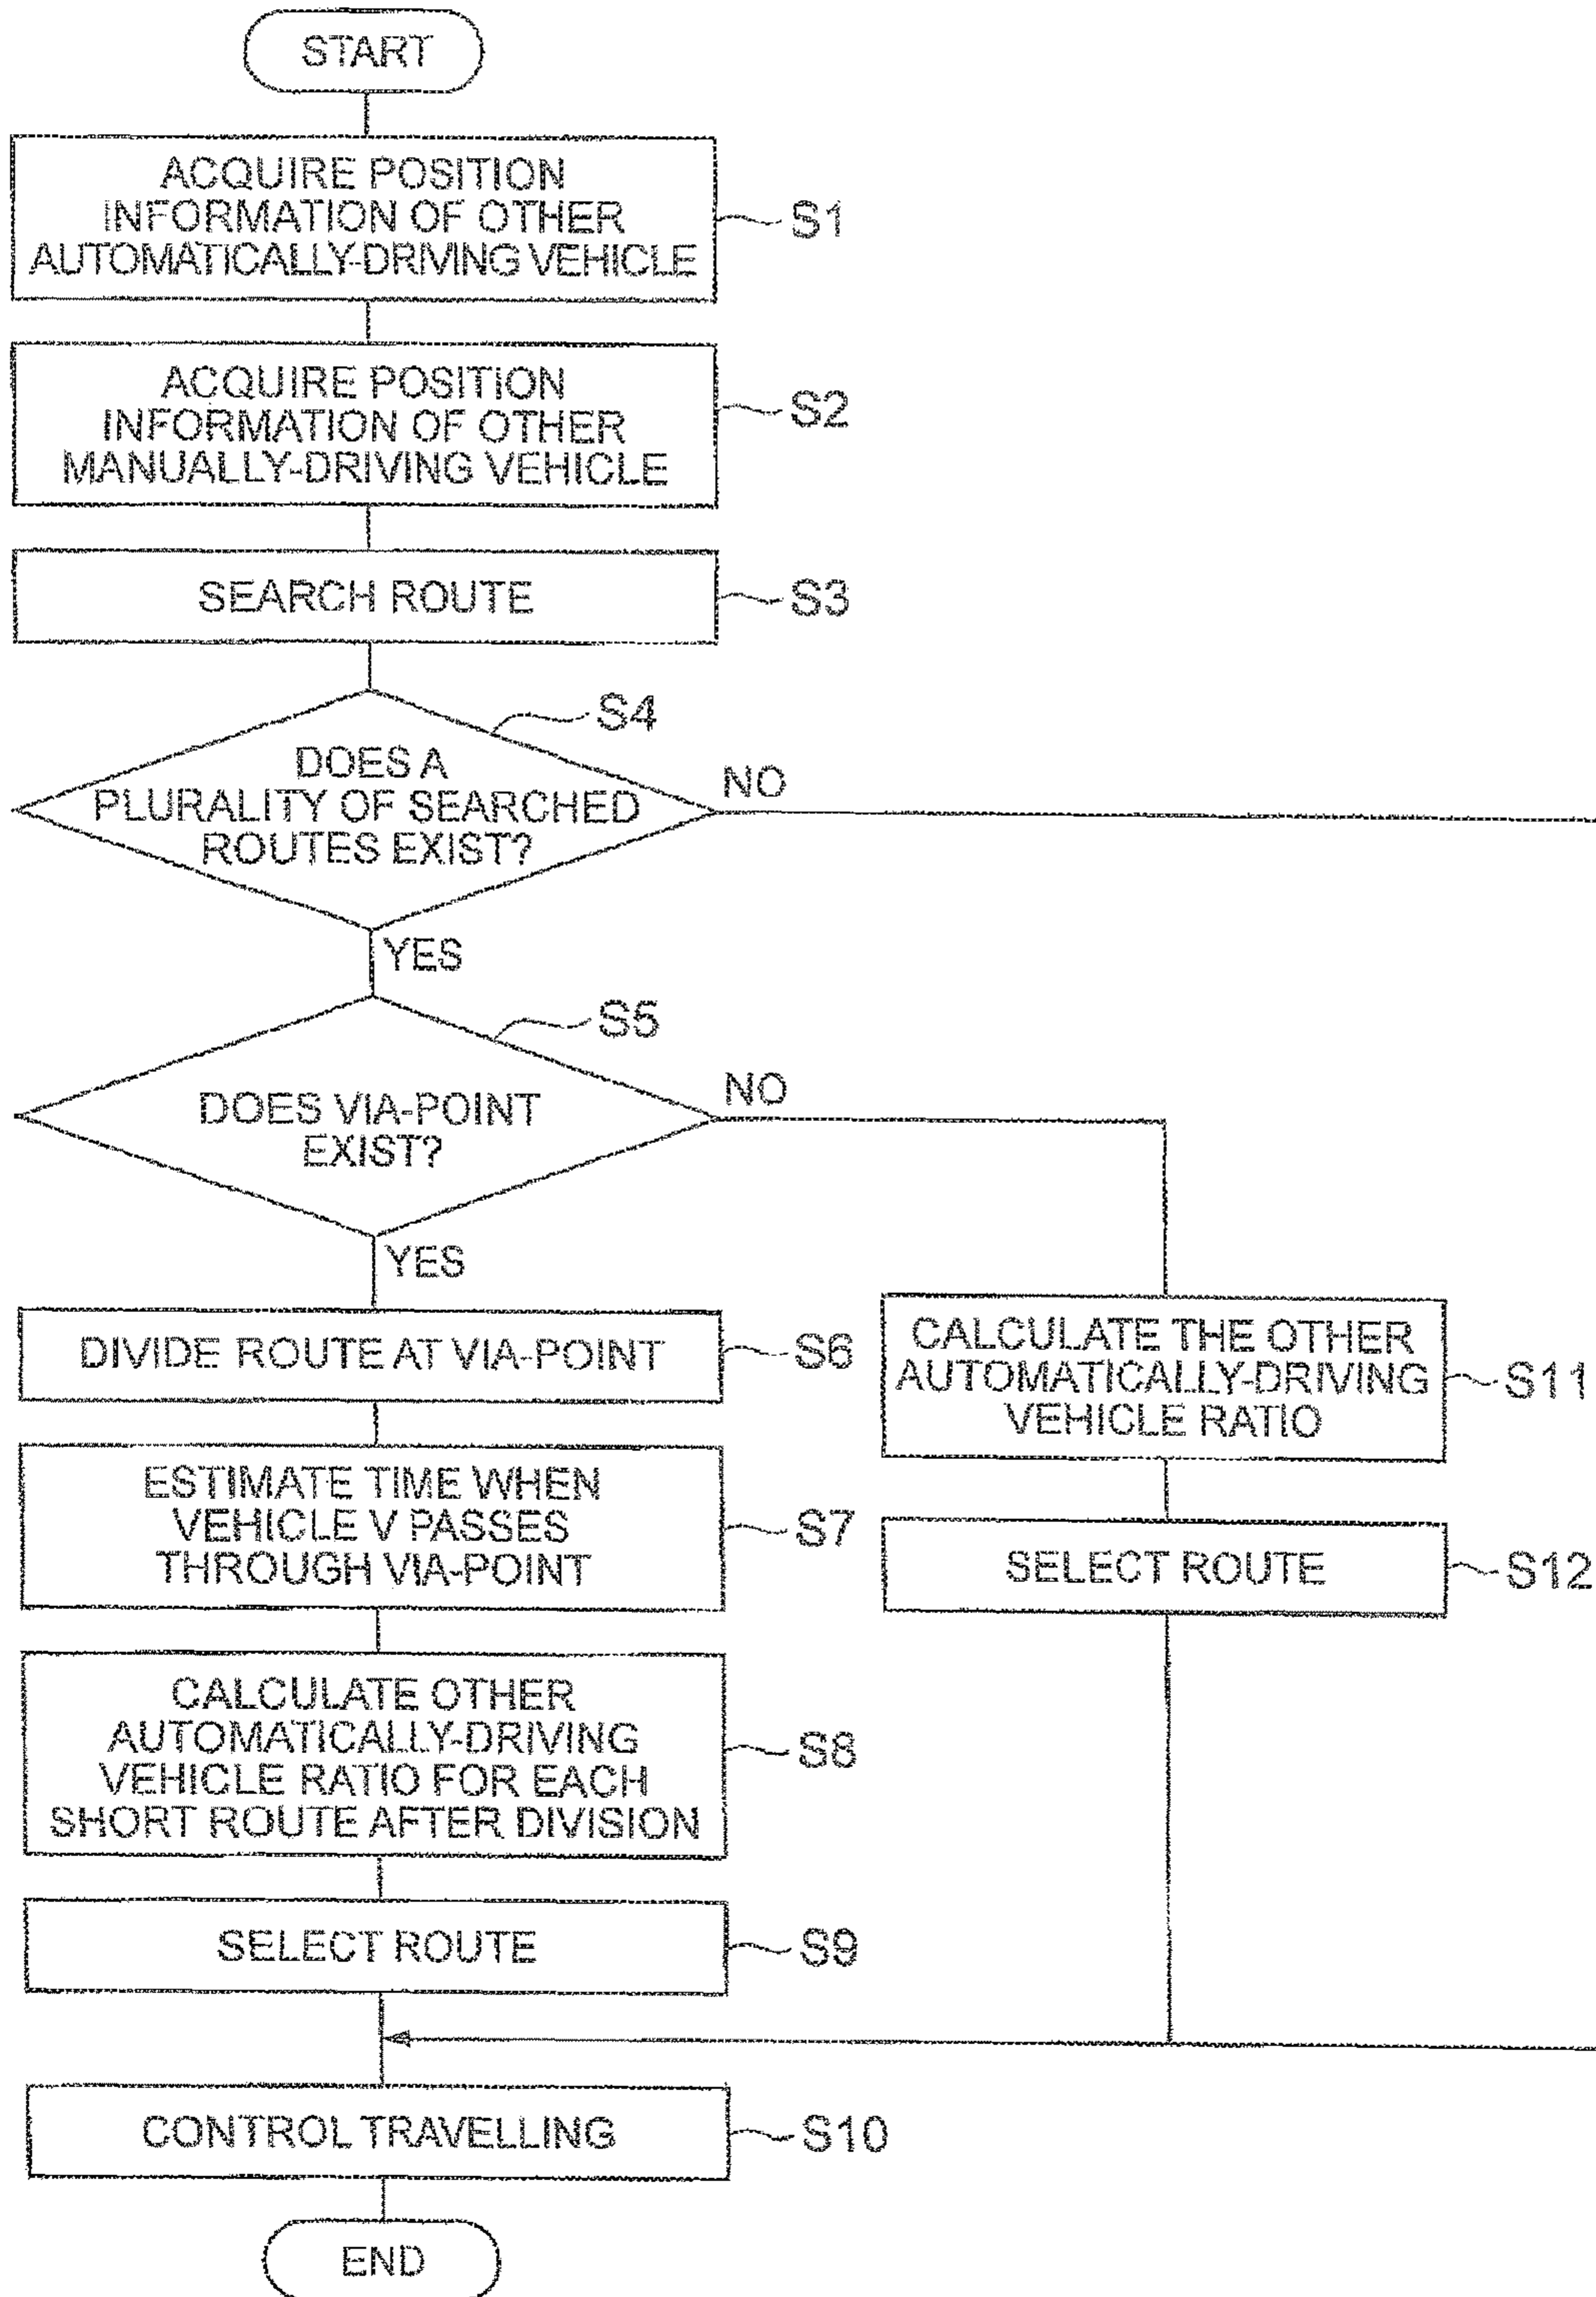 START
ACQUIRE POSITION
INFORMATION OF OTHER
AUTOMATICALLY-DRIVING VEHICLE
S1
ACQUIRE POSITION
INFORMATION OF OTHER
MANUALLY-DRIVING VEHICLE
S2
SEARCH ROUTE
S3
S4
DOES A
PLURALITY OF SEARCHED
ROUTES EXIST?
NO
YES
S5
DOES VIA-POINT
EXIST?
NO
YES
DIVIDE ROUTE AT VIA-POINT
S6
CALCULATE THE OTHER
AUTOMATICALLY-DRIVING
VEHICLE RATIO
S11
ESTIMATE TIME WHEN
VEHICLE V PASSES
THROUGH VIA-POINT
S7
SELECT ROUTE
S12
CALCULATE OTHER
AUTOMATICALLY-DRIVING
VEHICLE RATIO FOR EACH
SHORT ROUTE AFTER DIVISION
S8
SELECT ROUTE
S9
CONTROL TRAVELLING
S10
END